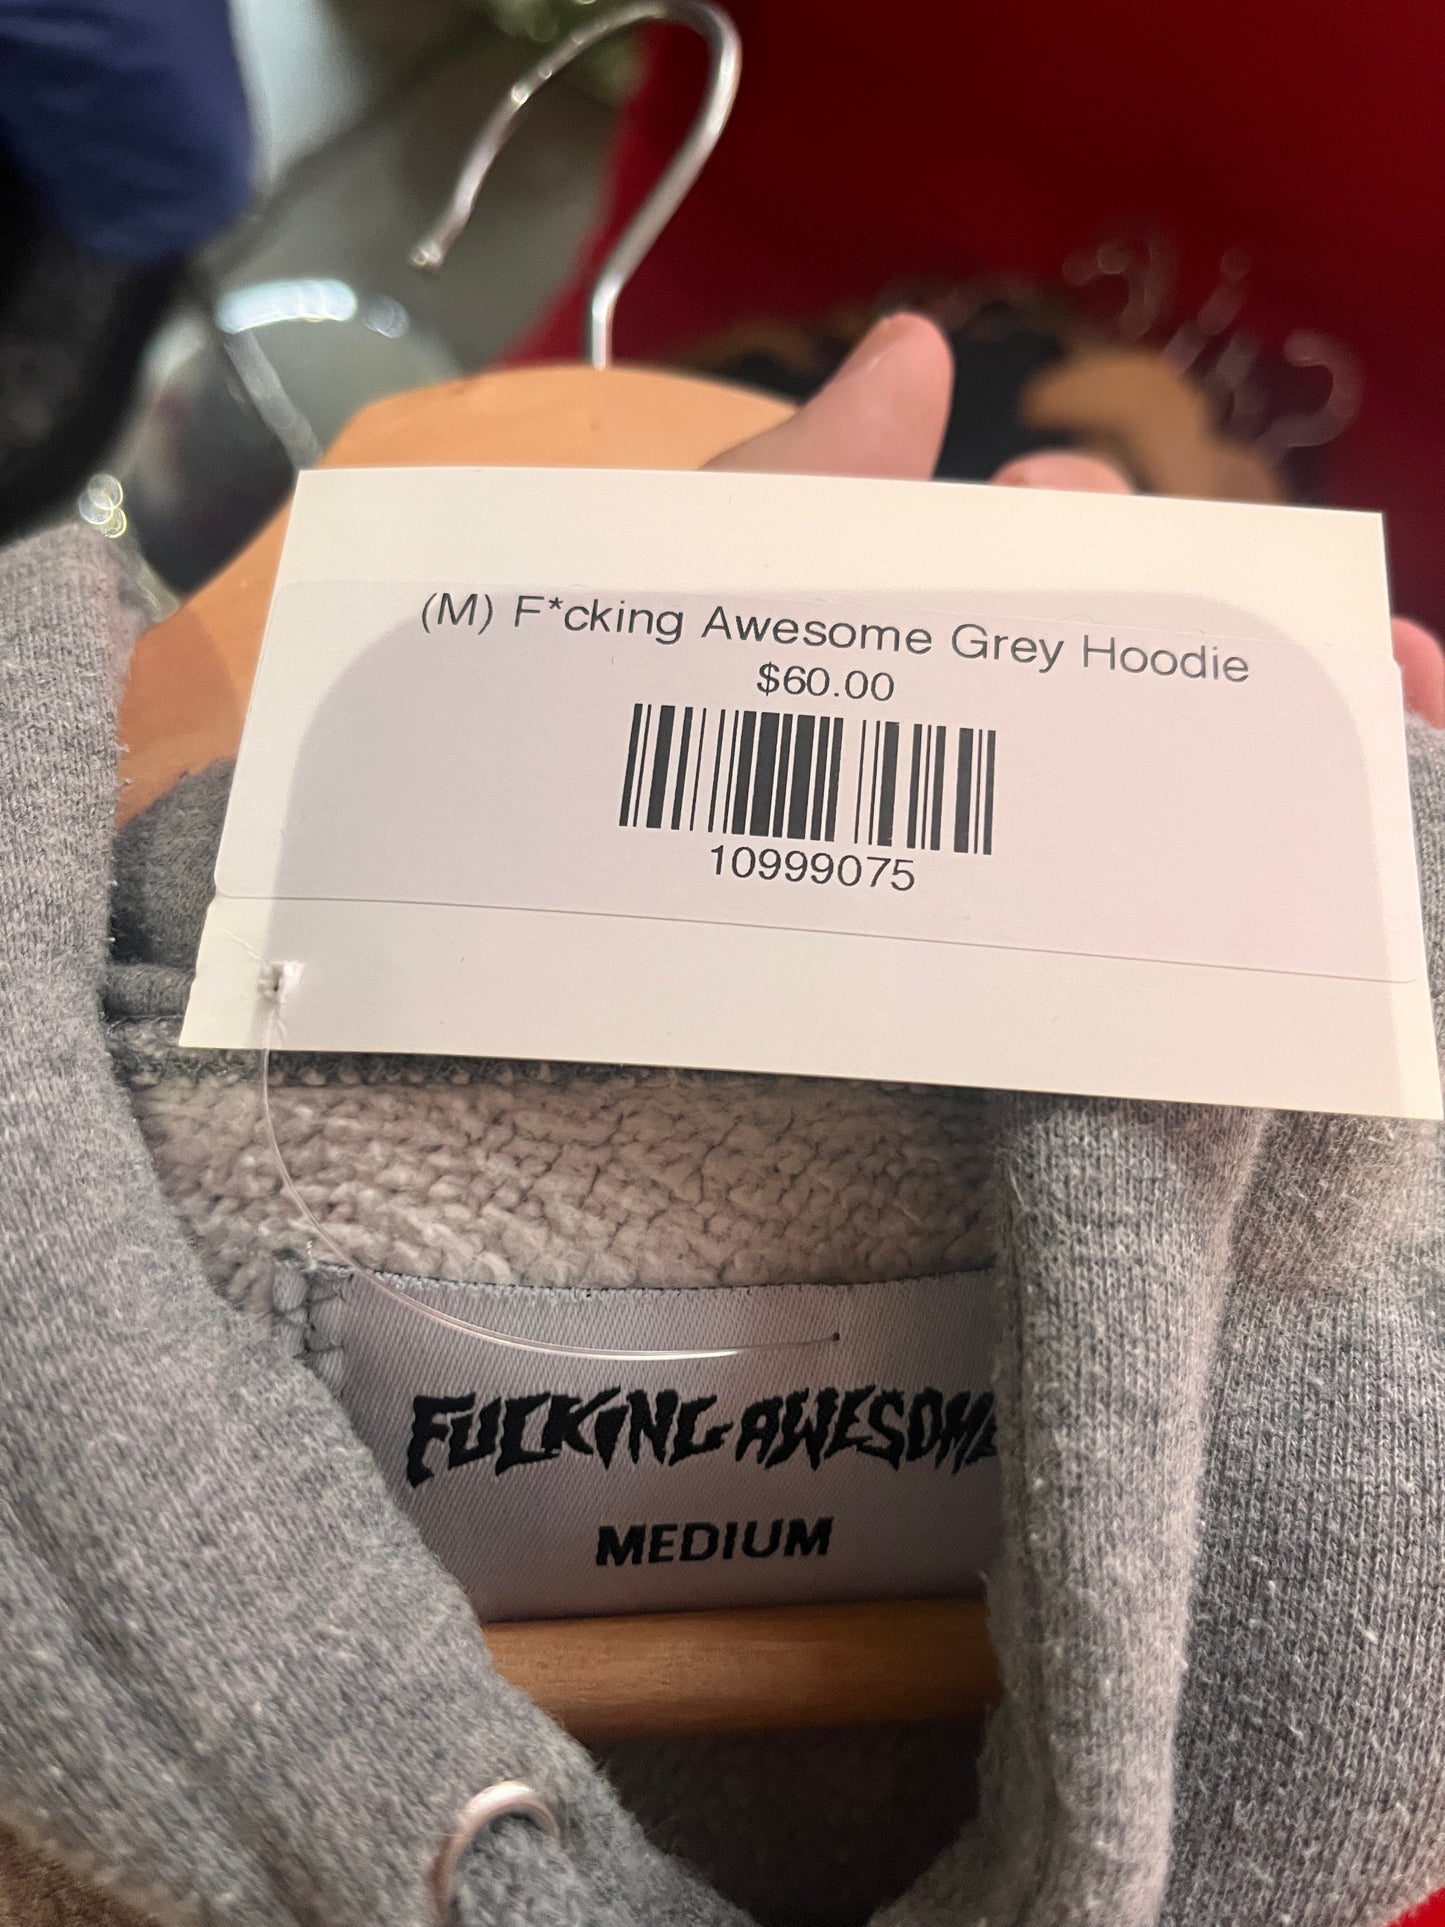 (M) F*cking Awesome Grey Hoodie
$60.00
10999075
FUCKING AWESOME
MEDIUM